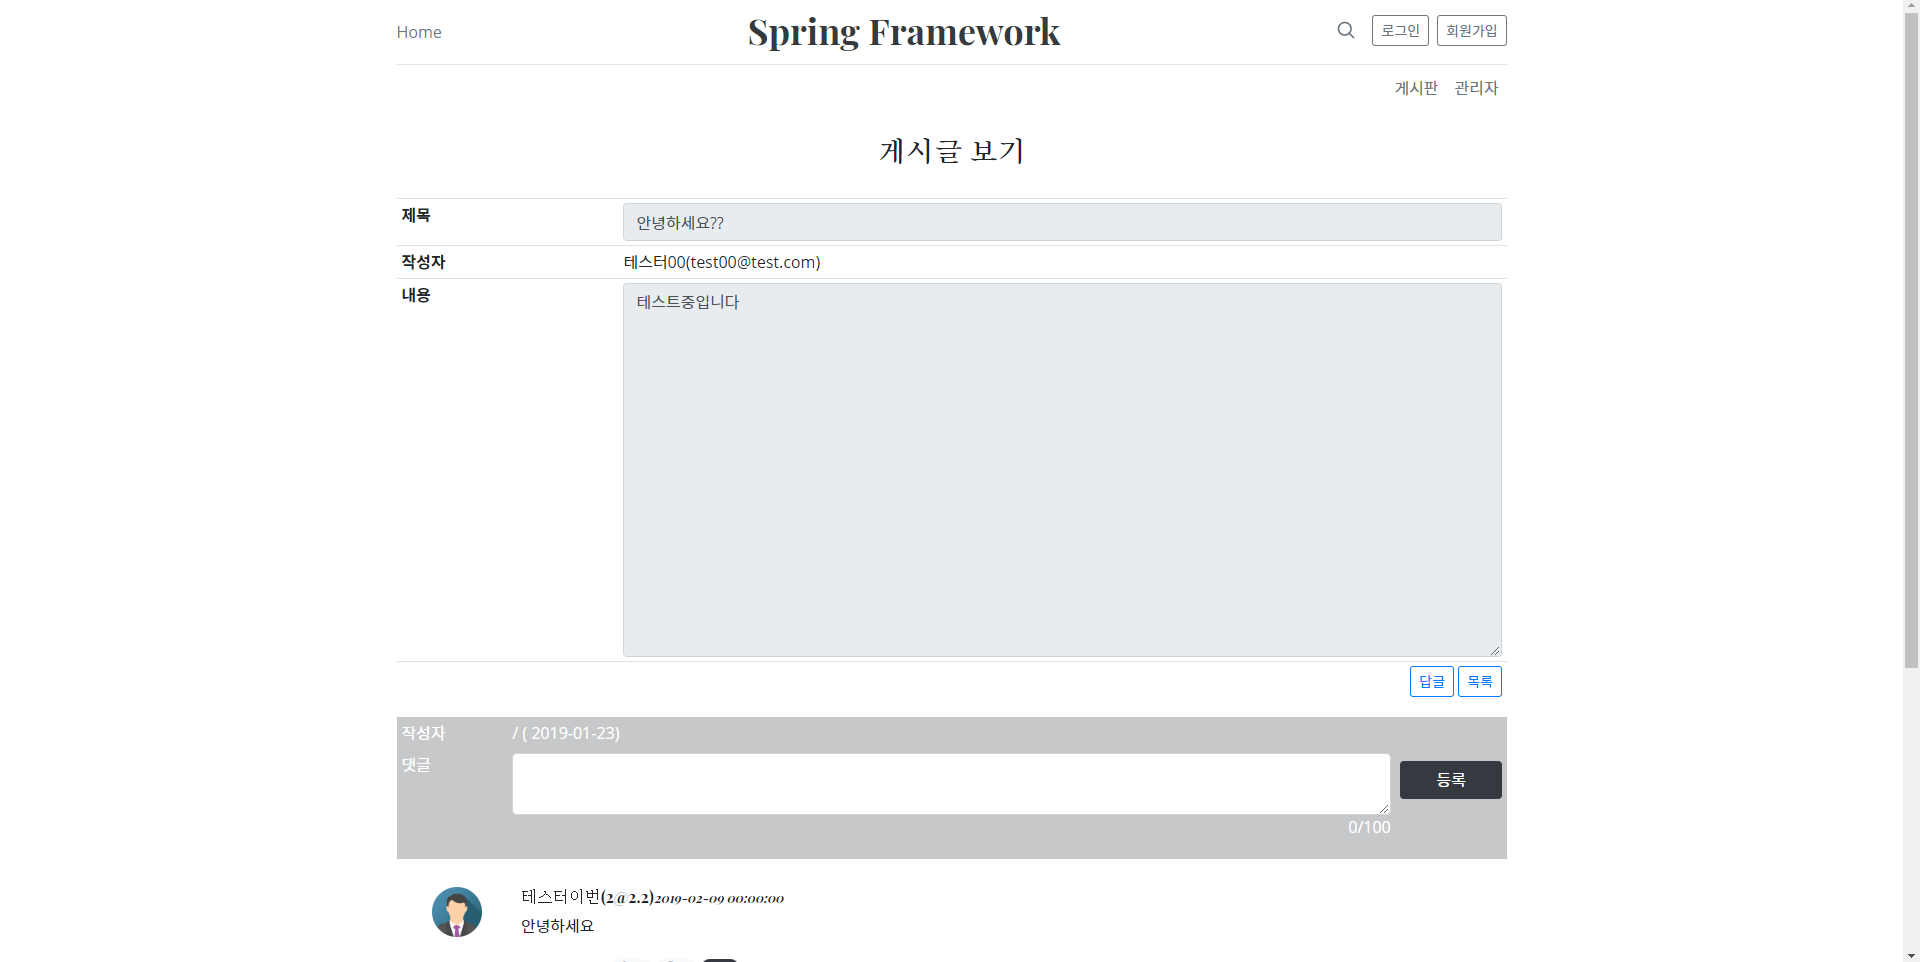 Home
Spring Framework
로그인
회원가입
게시판 관리자
게시글 보기
제목
안녕하세요??
작성자
테스터00(test00@test.com)
내용
테스트중입니다
답글
목록
작성자
/ ( 2019-01-23)
댓글
등록
0/100
테스터이번(2@2.2)2019-02-09 00:00:00
안녕하세요